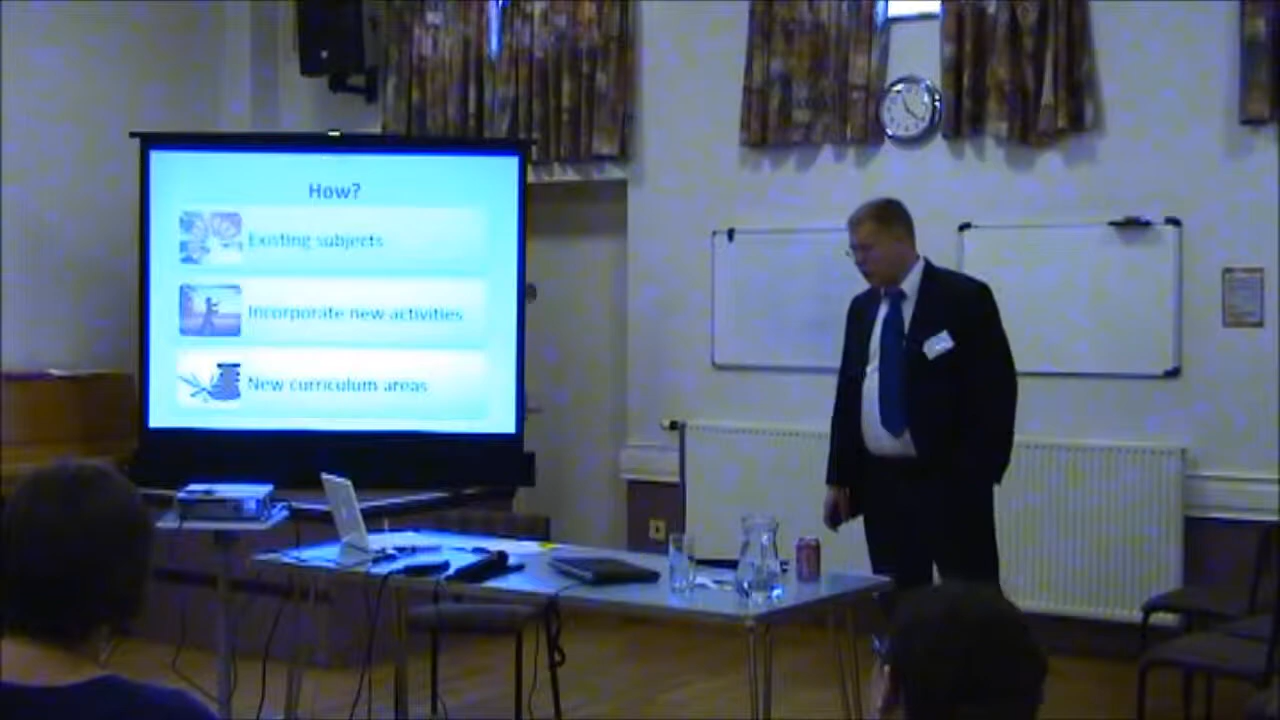 How?
Existing subjects
Incorporate new activities
New curriculum areas